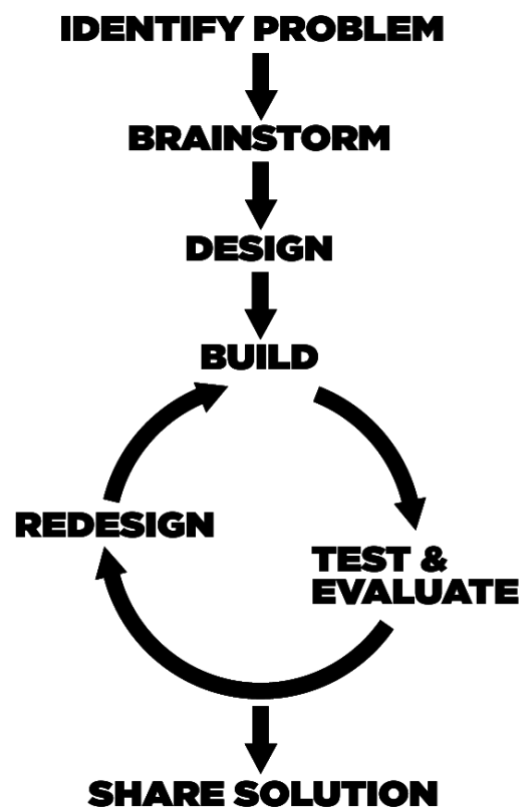 IDENTIFY PROBLEM
BRAINSTORM
DESIGN
BUILD
REDESIGN
TEST &
EVALUATE
SHARE SOLUTION